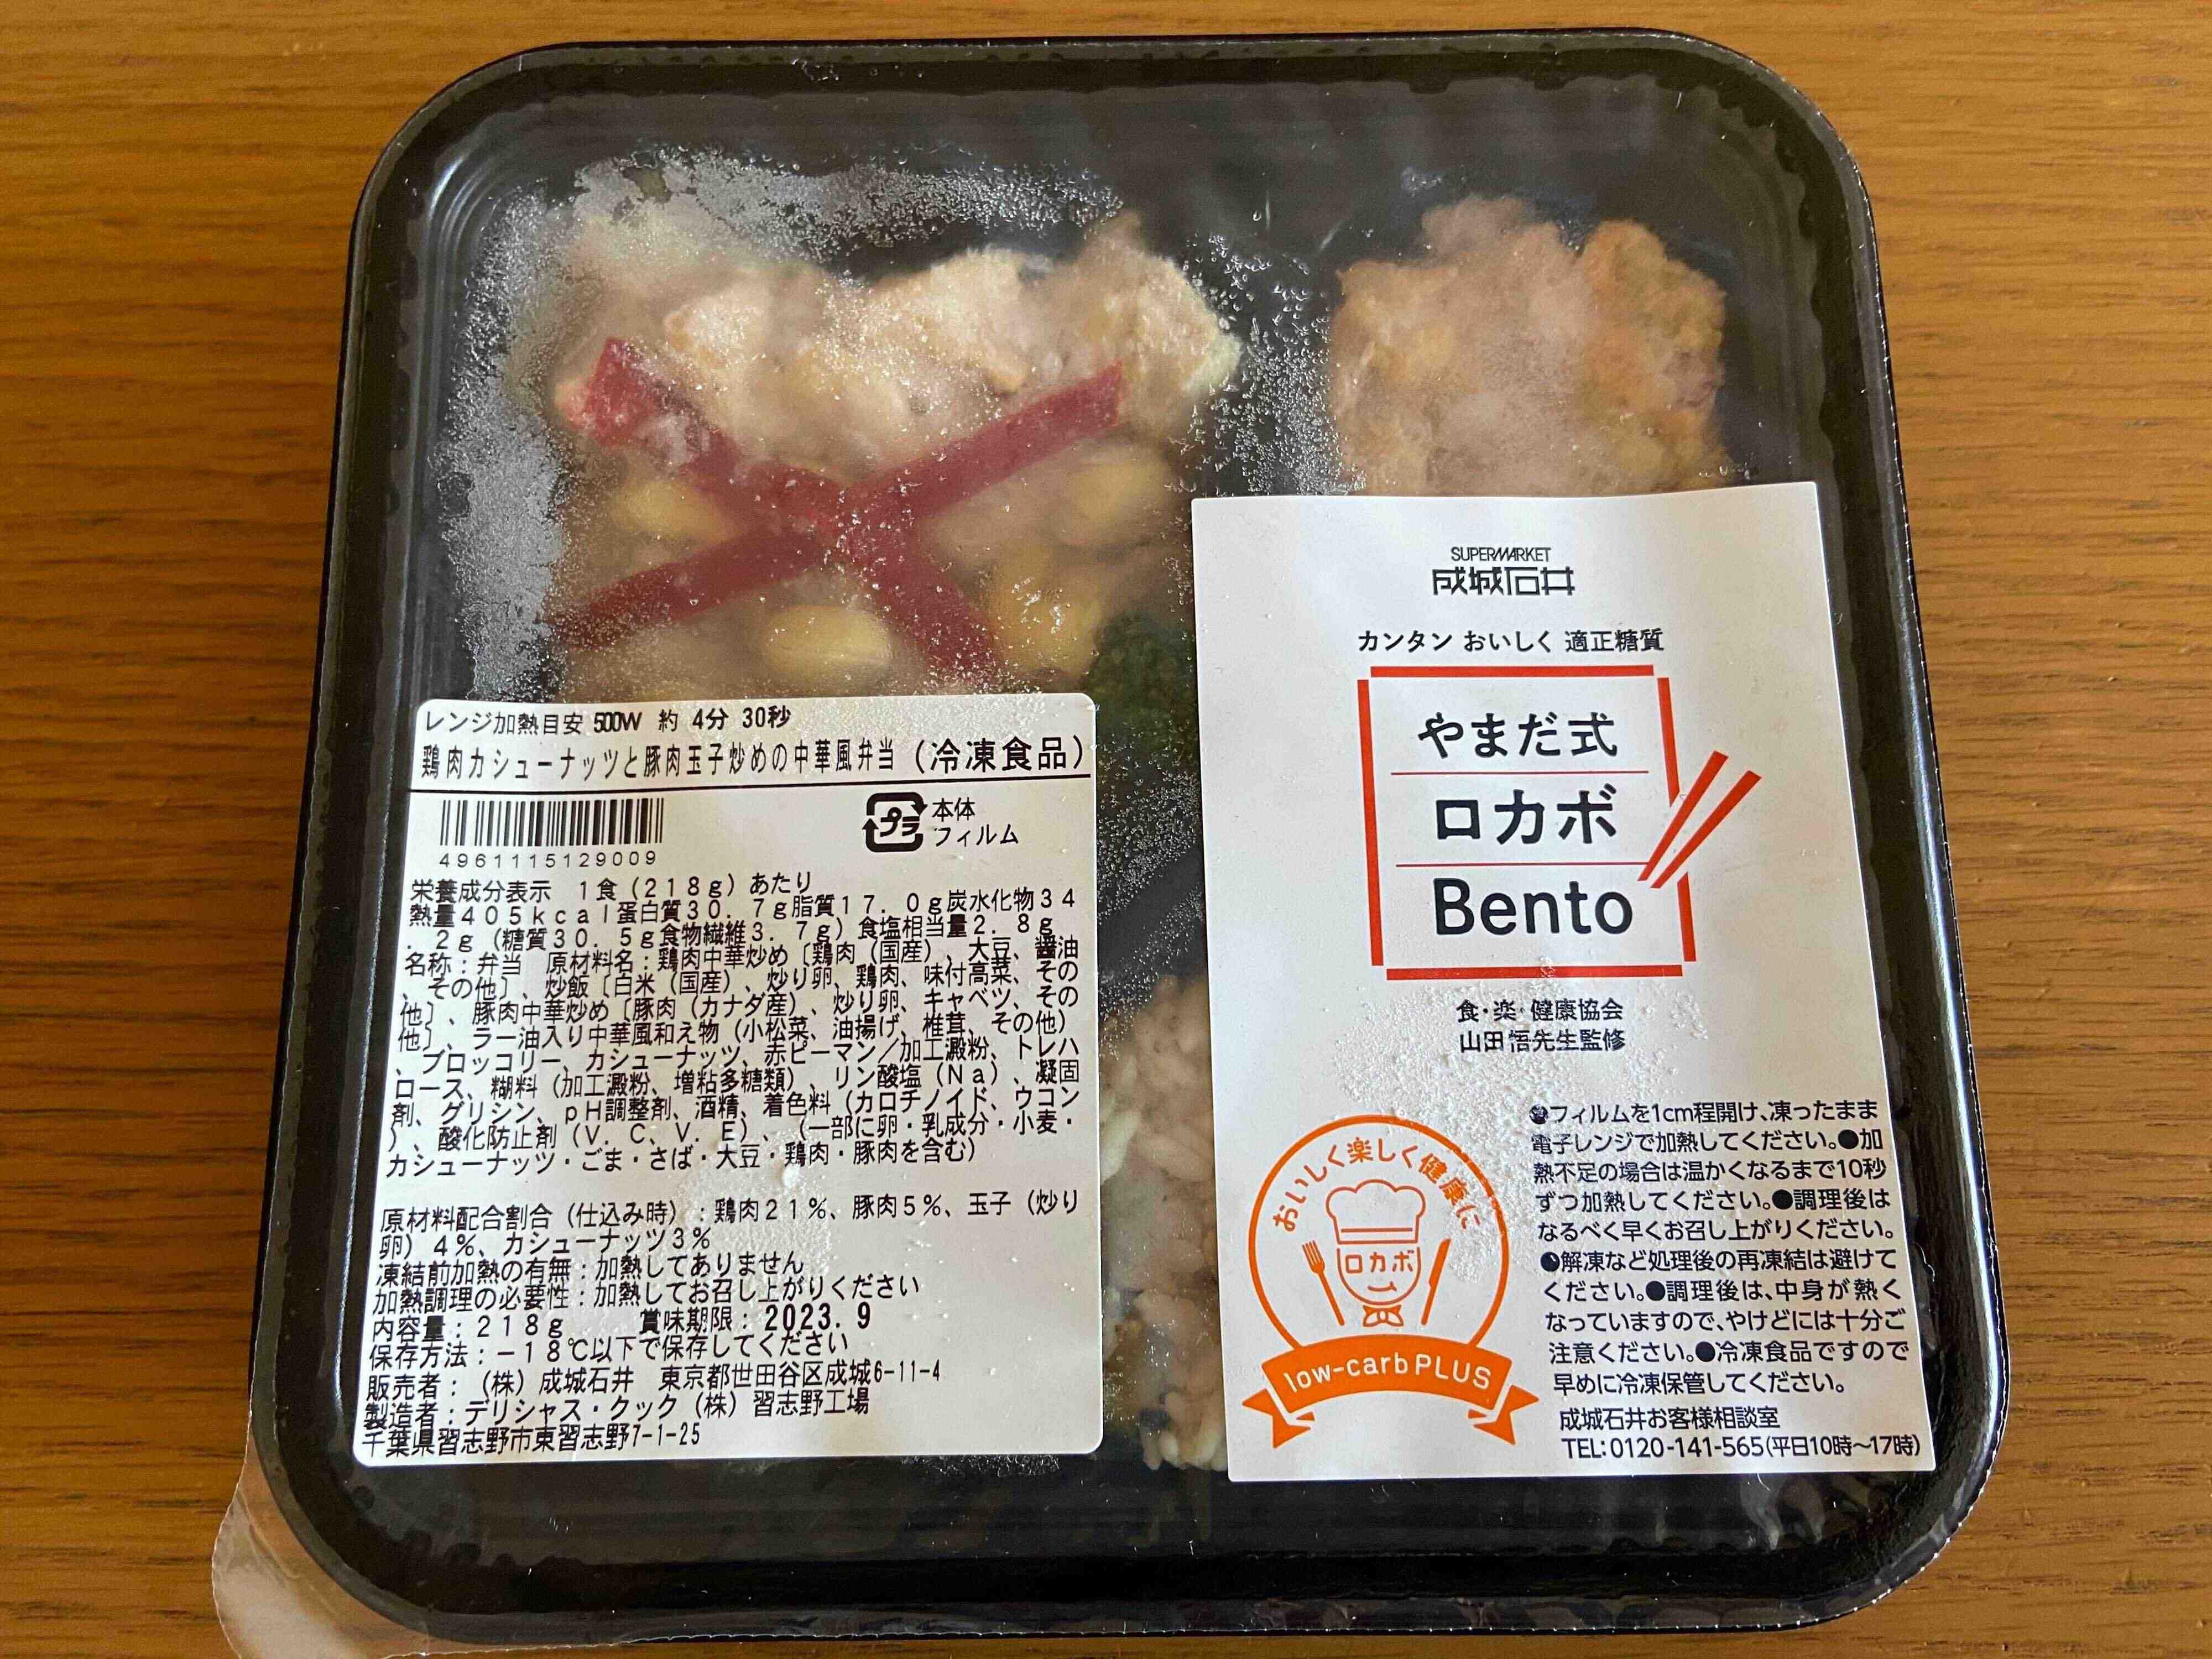 レンジ加熱目安 500W 約 4分 30秒
鶏肉カシューナッツと豚肉玉子炒めの中華風弁当（冷凍食品）
プラ
本体
フィルム
4961115129009
栄養成分表示 1食（218g）あたり
熱量405kcal蛋白質30.7g脂質17.0g炭水化物34
.2g（糖質30.5g食物繊維3.7g）食塩相当量2.8g
名称：弁当 原材料名：鶏肉中華炒め〔鶏肉（国産）、大豆、醤油
、その他〕、炒飯〔白米（国産）、炒り卵、鶏肉、味付高菜、その
他〕、豚肉中華炒め〔豚肉（カナダ産）、炒り卵、キャベツ、その
他〕、ラー油入り中華風和え物（小松菜、油揚げ、椎茸、その他）
、ブロッコリー、カシューナッツ、赤ピーマン／加工澱粉、トレハ
ロース、糊料（加工澱粉、増粘多糖類）、リン酸塩（Na）、凝固
剤、グリシン、pH調整剤、酒精、着色料（カロチノイド、ウコン
）、酸化防止剤（V.C、V.E）、（一部に卵・乳成分・小麦・
カシューナッツ・ごま・さば・大豆・鶏肉・豚肉を含む）
原材料配合割合（仕込み時）：鶏肉21％、豚肉5％、玉子（炒り
卵）4％、カシューナッツ3％
凍結前加熱の有無：加熱してありません
加熱調理の必要性：加熱してお召し上がりください
内容量：218g 賞味期限：2023.9
保存方法：－18℃以下で保存してください
販売者：（株）成城石井 東京都世田谷区成城6-11-4
製造者：デリシャス・クック（株）習志野工場
千葉県習志野市東習志野7-1-25
SUPERMARKET
成城石井
カンタン おいしく 適正糖質
やまだ式
ロカボ
Bento
食・楽・健康協会
山田悟先生監修
おいしく楽しく健康に
ロカボ
low-carbPLUS
●フィルムを1cm程開け、凍ったまま
電子レンジで加熱してください。●加
熱不足の場合は温かくなるまで10秒
ずつ加熱してください。●調理後は
なるべく早くお召し上がりください。
●解凍など処理後の再凍結は避けて
ください。●調理後は、中身が熱く
なっていますので、やけどには十分ご
注意ください。●冷凍食品ですので
早めに冷凍保管してください。
成城石井お客様相談室
TEL:0120-141-565(平日10時～17時)